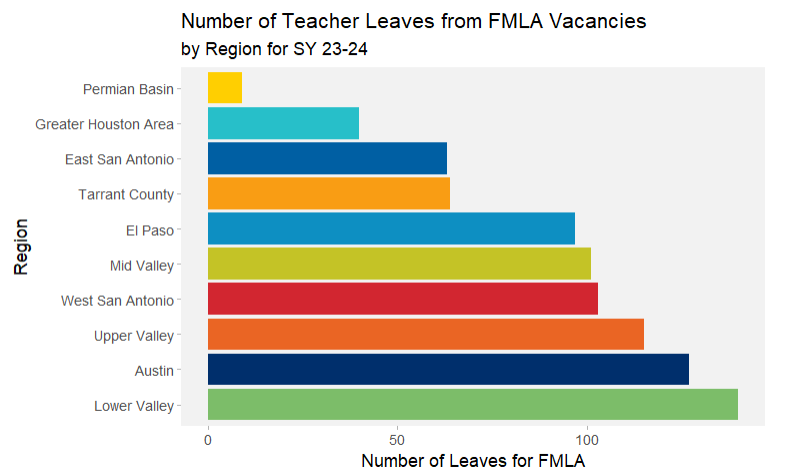 Number of Teacher Leaves from FMLA Vacancies
by Region for SY 23-24
Region
Permian Basin
Greater Houston Area
East San Antonio
Tarrant County
El Paso
Mid Valley
West San Antonio
Upper Valley
Austin
Lower Valley
0 50 100
Number of Leaves for FMLA